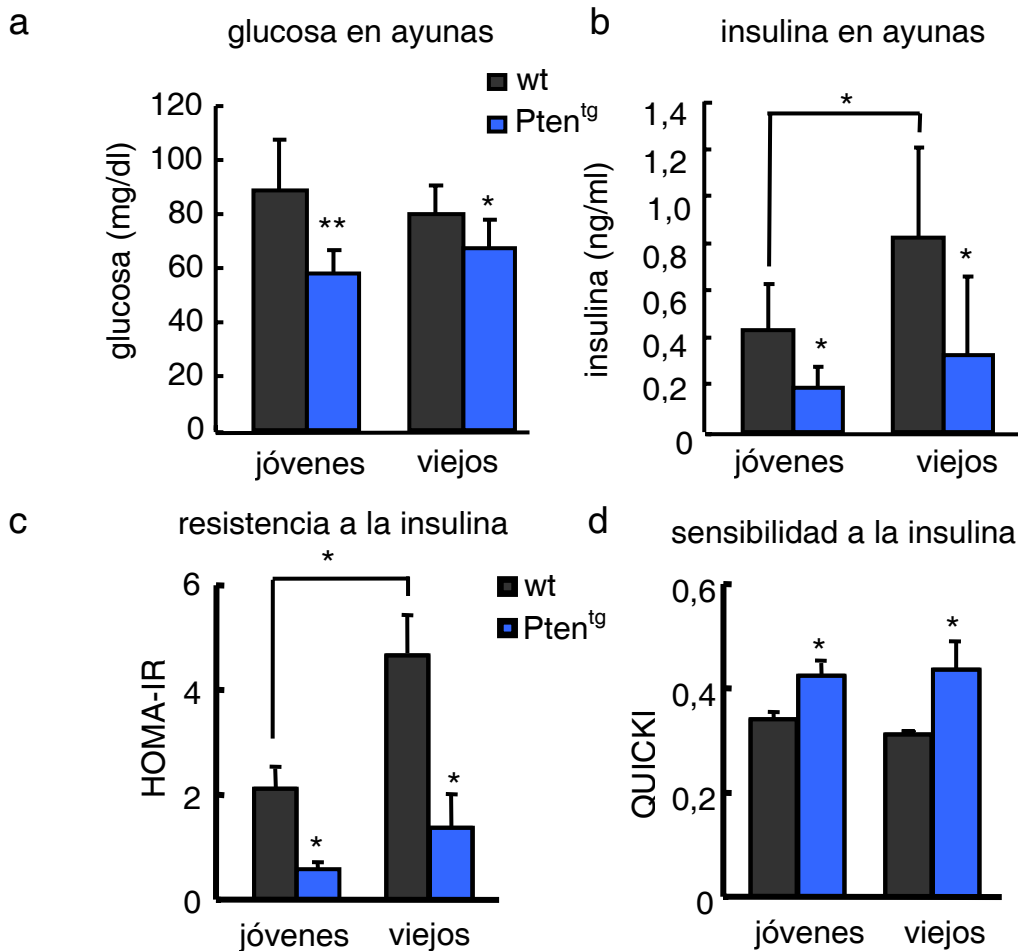 a
glucosa en ayunas
wt
Pten^tg
glucosa (mg/dl)
120
100
80
60
40
20
0
**
*
jóvenes
viejos
b
insulina en ayunas
insulina (ng/ml)
1,4
1,2
1,0
0,8
0,6
0,4
0,2
0
*
*
*
jóvenes
viejos
c
resistencia a la insulina
wt
Pten^tg
HOMA-IR
6
4
2
0
*
*
*
jóvenes
viejos
d
sensibilidad a la insulina
QUICKI
0,6
0,4
0,2
0
*
*
jóvenes
viejos